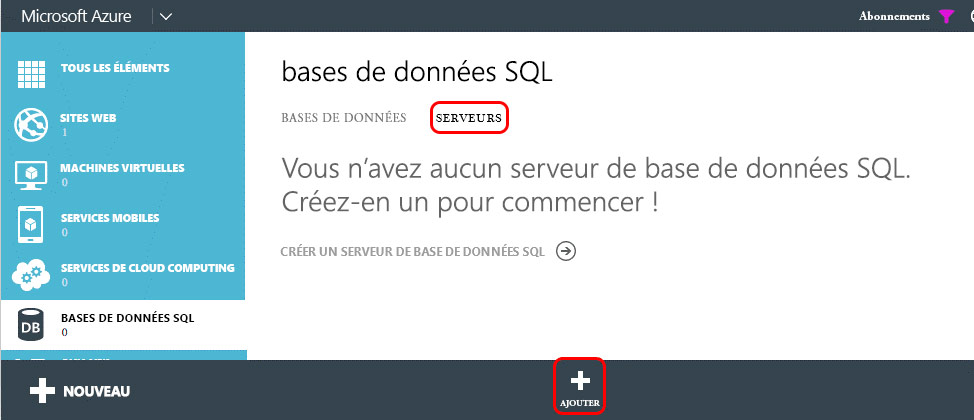 Microsoft Azure
Abonnements
TOUS LES ÉLÉMENTS
SITES WEB
1
MACHINES VIRTUELLES
0
SERVICES MOBILES
0
SERVICES DE CLOUD COMPUTING
0
DB
BASES DE DONNÉES SQL
0
bases de données SQL
BASES DE DONNÉES
SERVEURS
Vous n’avez aucun serveur de base de données SQL.
Créez-en un pour commencer !
CRÉER UN SERVEUR DE BASE DE DONNÉES SQL
NOUVEAU
AJOUTER